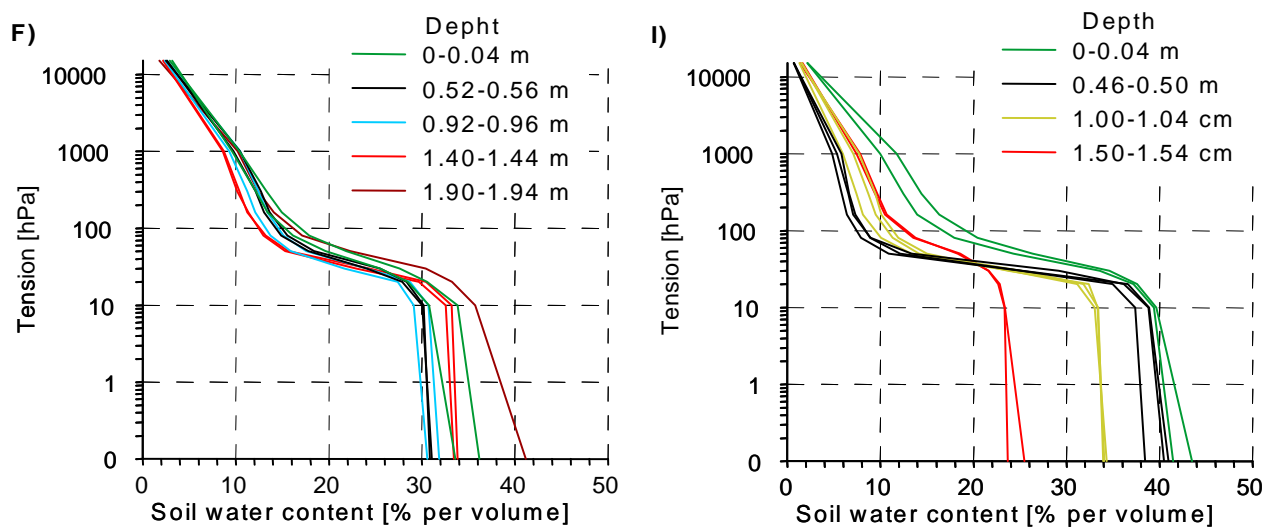 F)
Depht
0-0.04 m
0.52-0.56 m
0.92-0.96 m
1.40-1.44 m
1.90-1.94 m
Tension [hPa]
10000
1000
100
10
1
0
0 10 20 30 40 50
Soil water content [% per volume]
I)
Depth
0-0.04 m
0.46-0.50 m
1.00-1.04 cm
1.50-1.54 cm
Tension [hPa]
10000
1000
100
10
1
0
0 10 20 30 40 50
Soil water content [% per volume]